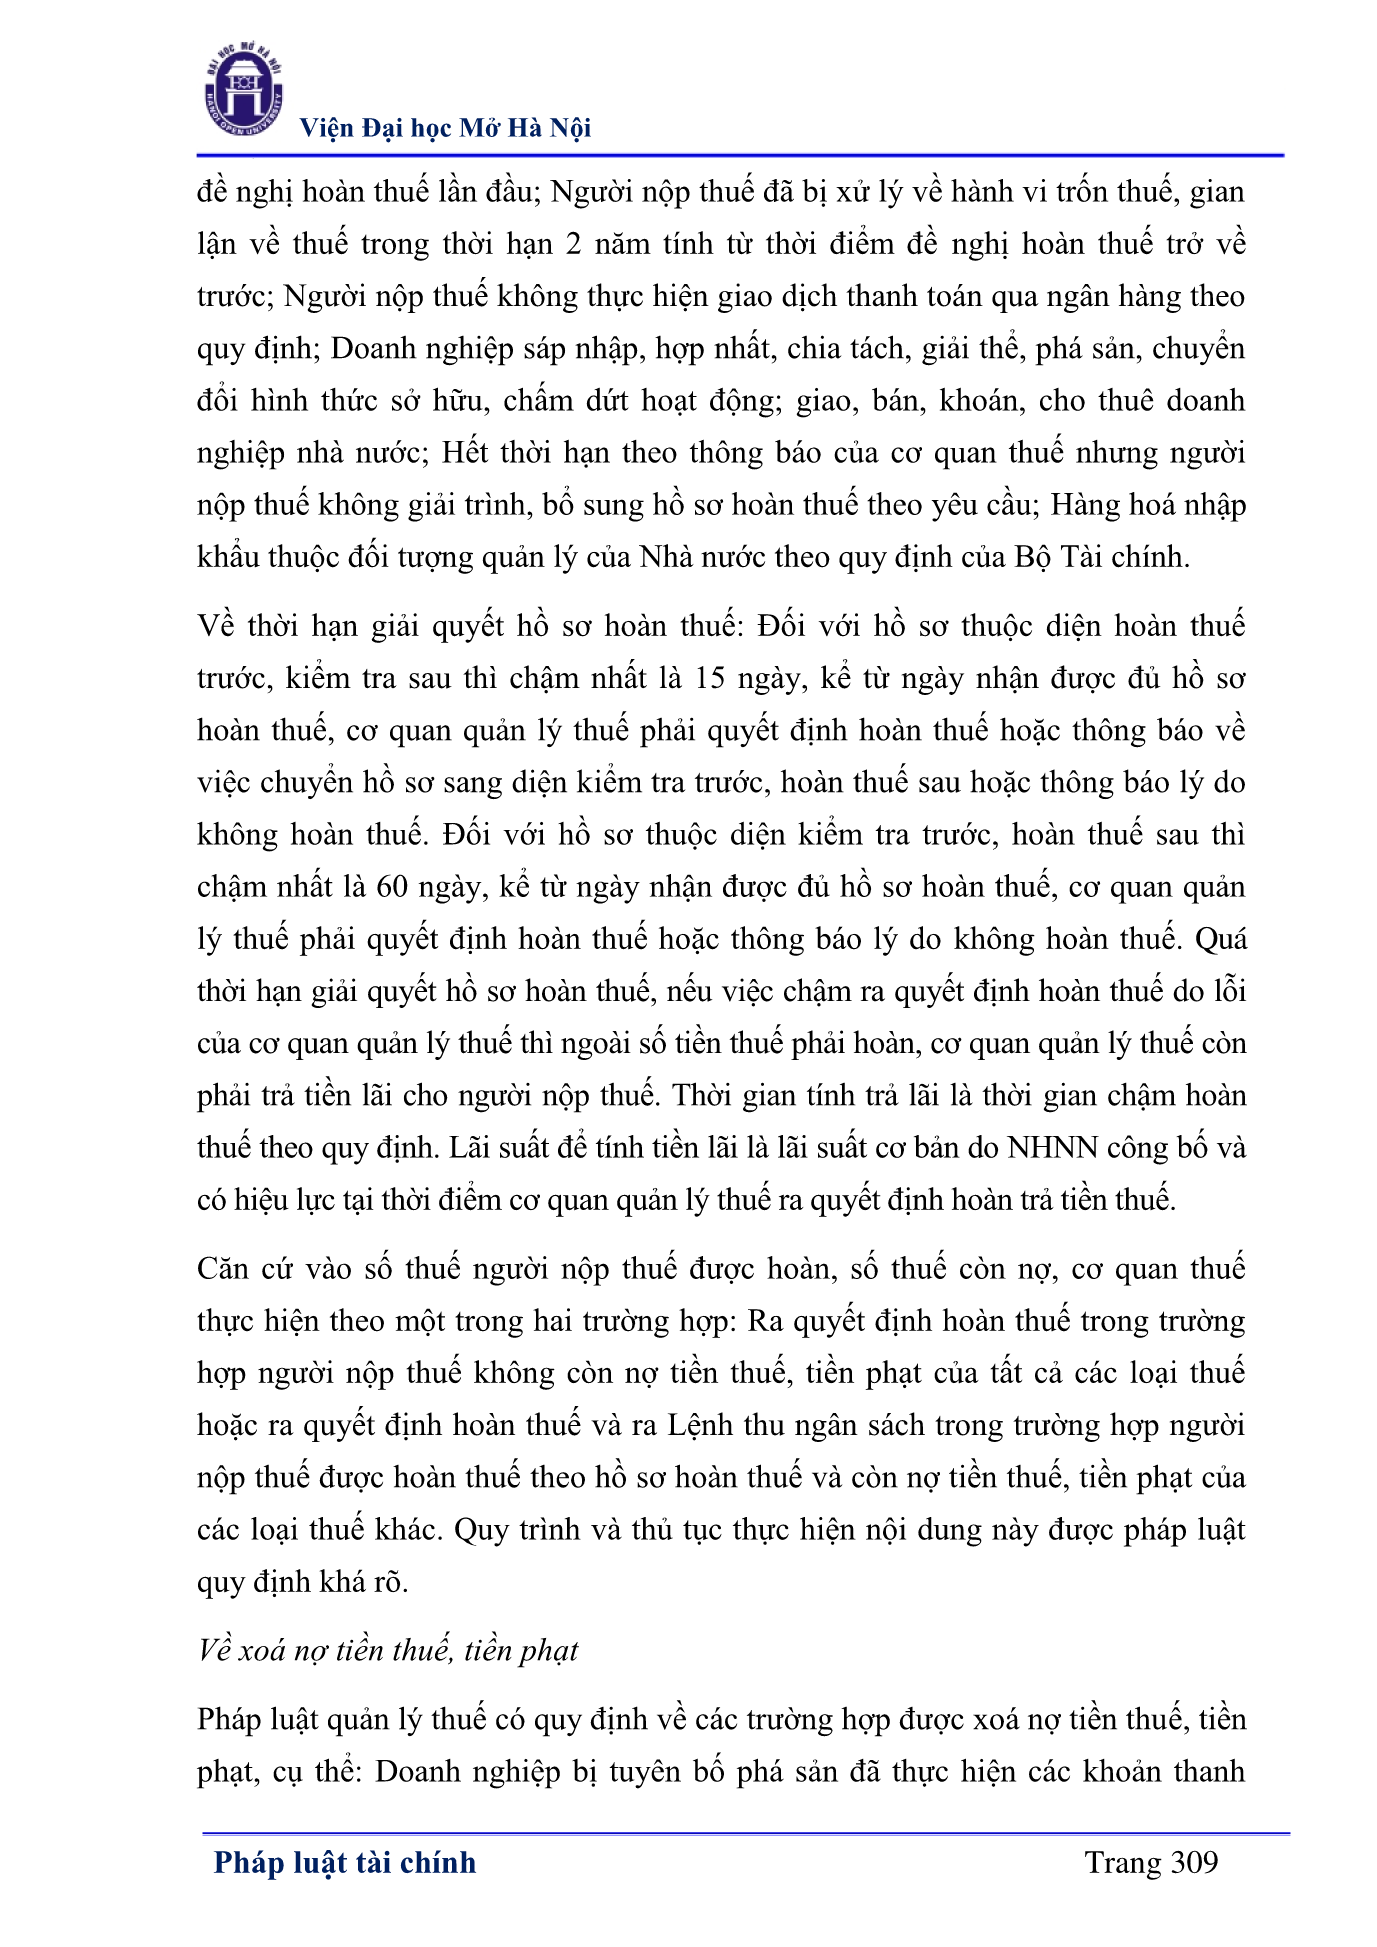 ĐẠI HỌC MỞ HÀ NỘI
HANOI OPEN UNIVERSITY
Viện Đại học Mở Hà Nội
đề nghị hoàn thuế lần đầu; Người nộp thuế đã bị xử lý về hành vi trốn thuế, gian
lận về thuế trong thời hạn 2 năm tính từ thời điểm đề nghị hoàn thuế trở về
trước; Người nộp thuế không thực hiện giao dịch thanh toán qua ngân hàng theo
quy định; Doanh nghiệp sáp nhập, hợp nhất, chia tách, giải thể, phá sản, chuyển
đổi hình thức sở hữu, chấm dứt hoạt động; giao, bán, khoán, cho thuê doanh
nghiệp nhà nước; Hết thời hạn theo thông báo của cơ quan thuế nhưng người
nộp thuế không giải trình, bổ sung hồ sơ hoàn thuế theo yêu cầu; Hàng hoá nhập
khẩu thuộc đối tượng quản lý của Nhà nước theo quy định của Bộ Tài chính.
Về thời hạn giải quyết hồ sơ hoàn thuế: Đối với hồ sơ thuộc diện hoàn thuế
trước, kiểm tra sau thì chậm nhất là 15 ngày, kể từ ngày nhận được đủ hồ sơ
hoàn thuế, cơ quan quản lý thuế phải quyết định hoàn thuế hoặc thông báo về
việc chuyển hồ sơ sang diện kiểm tra trước, hoàn thuế sau hoặc thông báo lý do
không hoàn thuế. Đối với hồ sơ thuộc diện kiểm tra trước, hoàn thuế sau thì
chậm nhất là 60 ngày, kể từ ngày nhận được đủ hồ sơ hoàn thuế, cơ quan quản
lý thuế phải quyết định hoàn thuế hoặc thông báo lý do không hoàn thuế. Quá
thời hạn giải quyết hồ sơ hoàn thuế, nếu việc chậm ra quyết định hoàn thuế do lỗi
của cơ quan quản lý thuế thì ngoài số tiền thuế phải hoàn, cơ quan quản lý thuế còn
phải trả tiền lãi cho người nộp thuế. Thời gian tính trả lãi là thời gian chậm hoàn
thuế theo quy định. Lãi suất để tính tiền lãi là lãi suất cơ bản do NHNN công bố và
có hiệu lực tại thời điểm cơ quan quản lý thuế ra quyết định hoàn trả tiền thuế.
Căn cứ vào số thuế người nộp thuế được hoàn, số thuế còn nợ, cơ quan thuế
thực hiện theo một trong hai trường hợp: Ra quyết định hoàn thuế trong trường
hợp người nộp thuế không còn nợ tiền thuế, tiền phạt của tất cả các loại thuế
hoặc ra quyết định hoàn thuế và ra Lệnh thu ngân sách trong trường hợp người
nộp thuế được hoàn thuế theo hồ sơ hoàn thuế và còn nợ tiền thuế, tiền phạt của
các loại thuế khác. Quy trình và thủ tục thực hiện nội dung này được pháp luật
quy định khá rõ.
Về xoá nợ tiền thuế, tiền phạt
Pháp luật quản lý thuế có quy định về các trường hợp được xoá nợ tiền thuế, tiền
phạt, cụ thể: Doanh nghiệp bị tuyên bố phá sản đã thực hiện các khoản thanh
Pháp luật tài chính
Trang 309